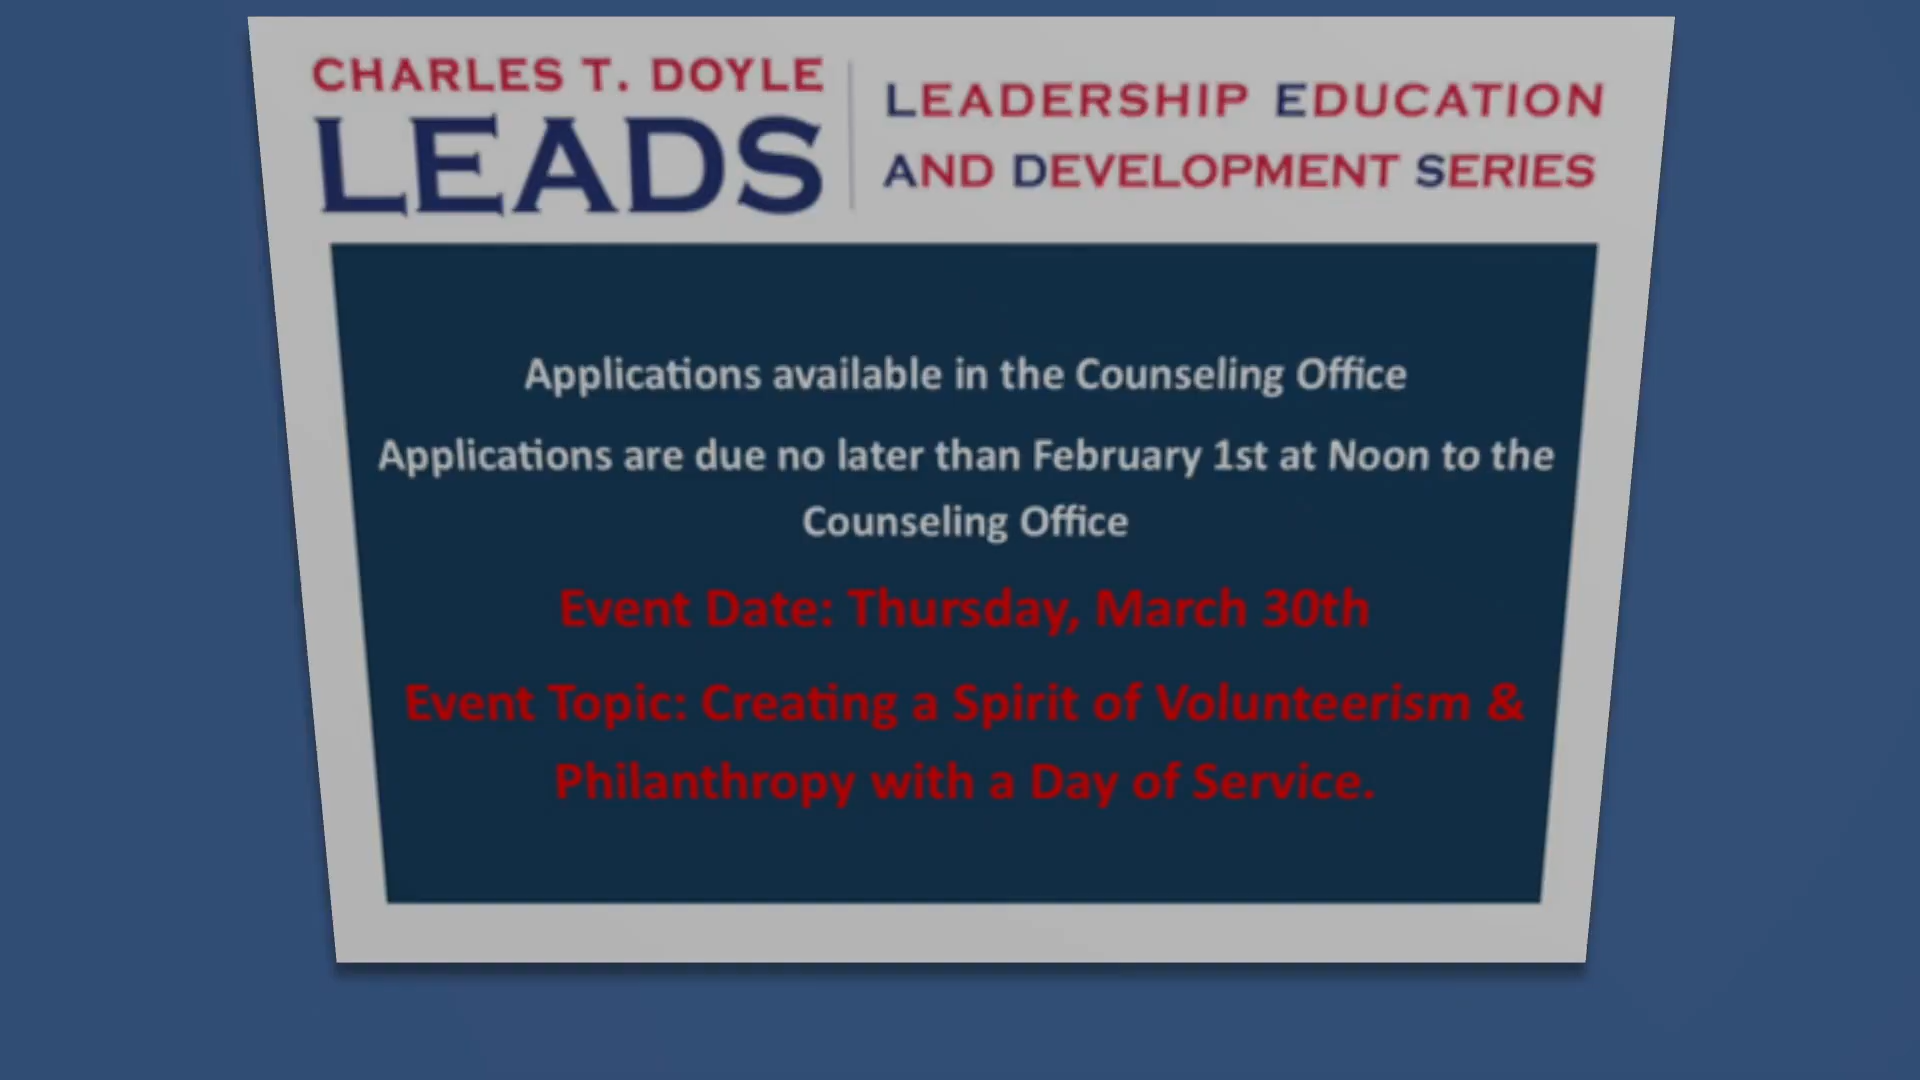 CHARLES T. DOYLE
LEADS
LEADERSHIP EDUCATION
AND DEVELOPMENT SERIES
Applications available in the Counseling Office
Applications are due no later than February 1st at Noon to the
Counseling Office
Event Date: Thursday, March 30th
Event Topic: Creating a Spirit of Volunteerism &
Philanthropy with a Day of Service.